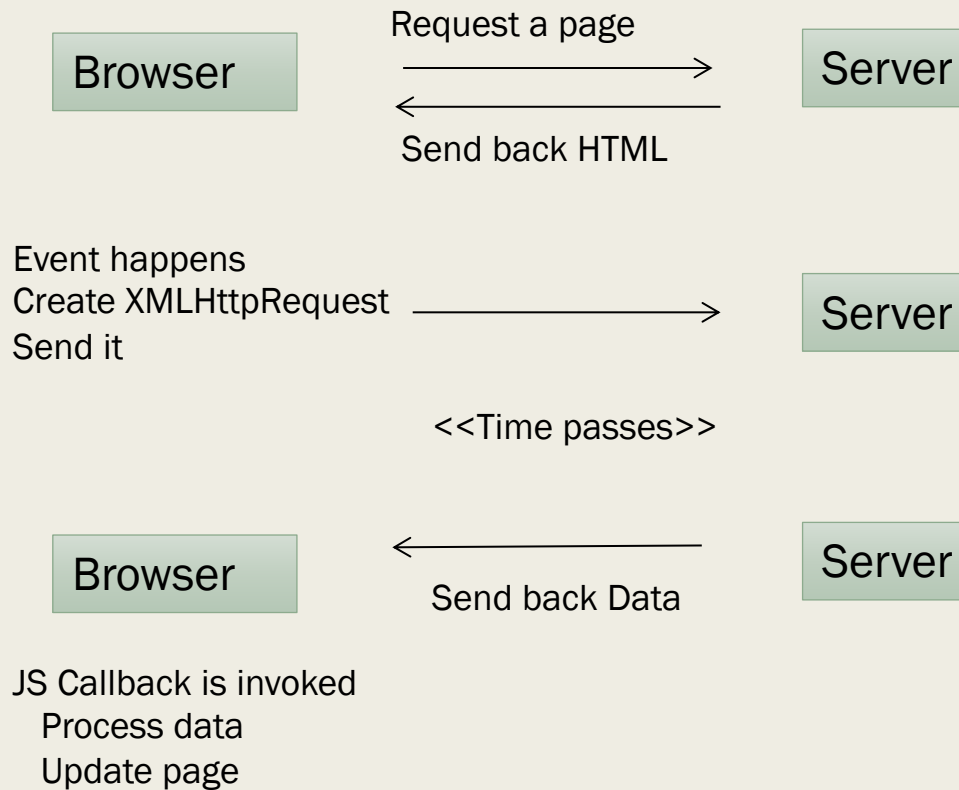 Request a page
Browser
Server
Send back HTML
Event happens
Create XMLHttpRequest
Send it
Server
<<Time passes>>
Browser
Server
Send back Data
JS Callback is invoked
Process data
Update page